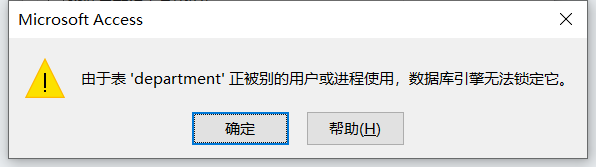 Microsoft Access
由于表 'department' 正被别的用户或进程使用，数据库引擎无法锁定它。
确定
帮助(H)